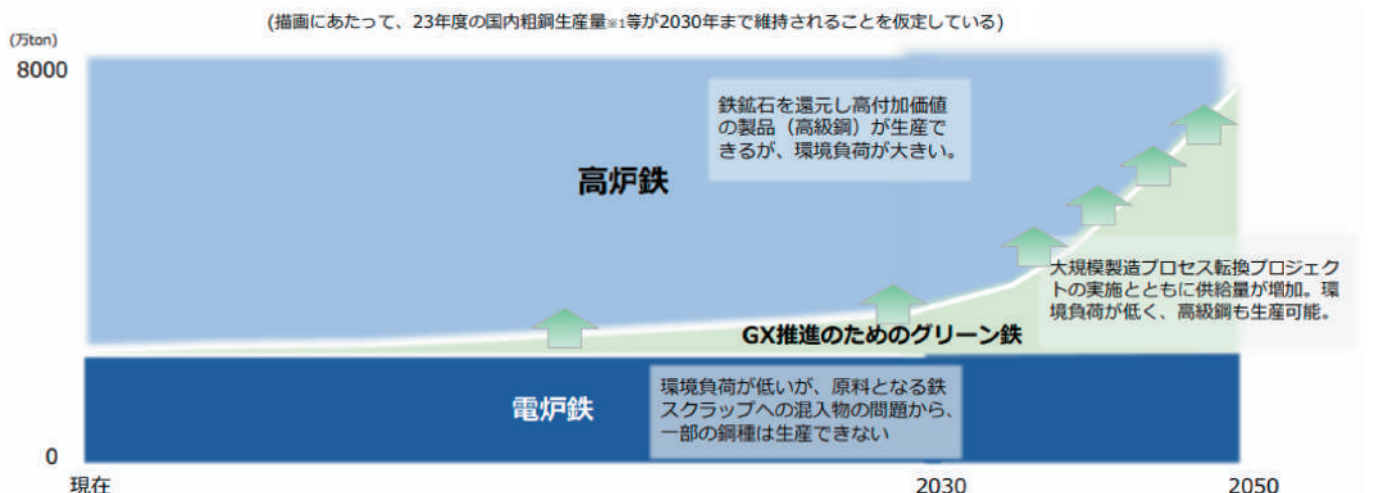 (描画にあたって、23年度の国内粗鋼生産量※1等が2030年まで維持されることを仮定している)
(万ton)
8000
鉄鉱石を還元し高付加価値
の製品（高級鋼）が生産で
きるが、環境負荷が大きい。
高炉鉄
大規模製造プロセス転換プロジェク
トの実施とともに供給量が増加。環
境負荷が低く、高級鋼も生産可能。
GX推進のためのグリーン鉄
環境負荷が低いが、原料となる鉄
スクラップへの混入物の問題から、
一部の鋼種は生産できない
電炉鉄
0
現在
2030
2050